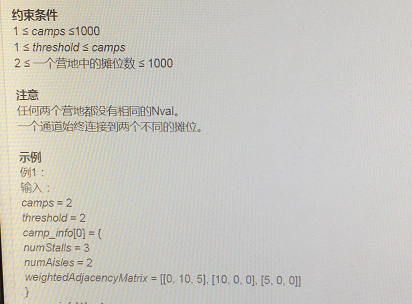 约束条件
1 ≤ camps ≤1000
1 ≤ threshold ≤ camps
2 ≤ 一个营地中的摊位数 ≤ 1000
注意
任何两个营地都没有相同的Nval。
一个通道始终连接到两个不同的摊位。
示例
例1：
输入：
camps = 2
threshold = 2
camp_info[0] = {
numStalls = 3
numAisles = 2
weightedAdjacencyMatrix = [[0, 10, 5], [10, 0, 0], [5, 0, 0]]
}